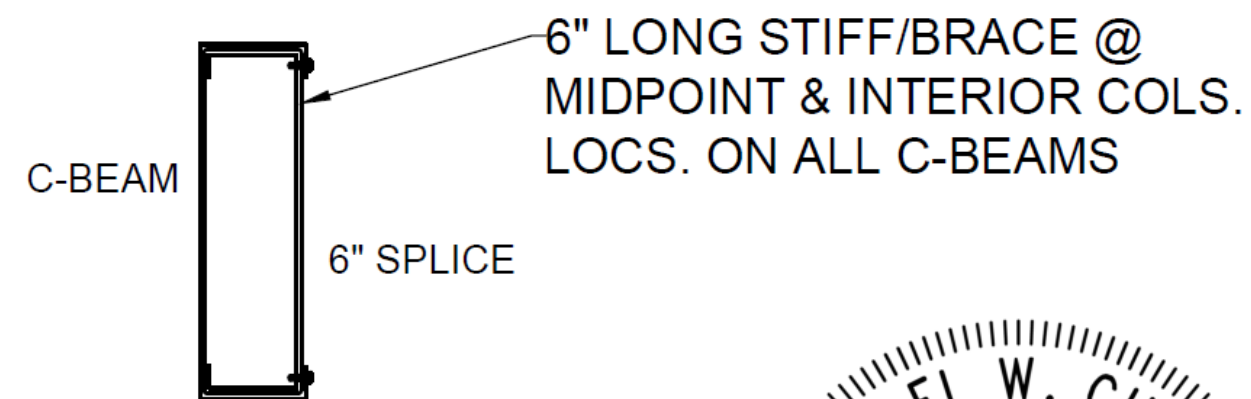 6" LONG STIFF/BRACE @
MIDPOINT & INTERIOR COLS.
LOCS. ON ALL C-BEAMS
C-BEAM
6" SPLICE
W.